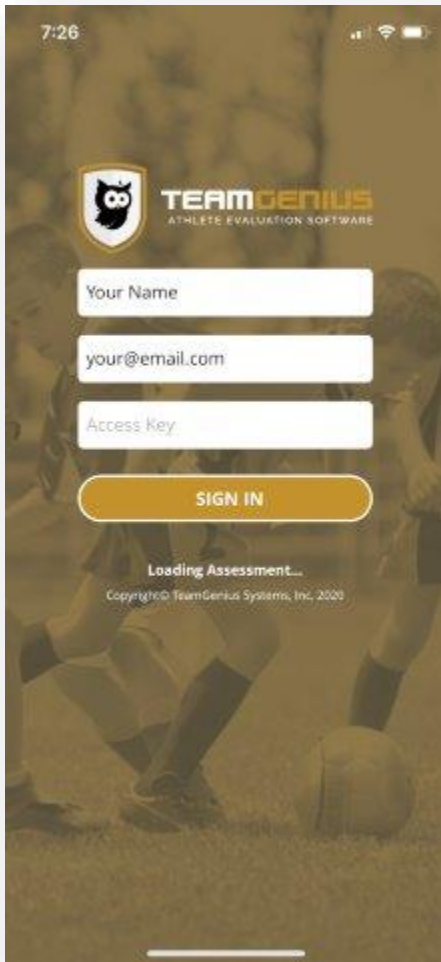 7:26
TEAMGENIUS
ATHLETE EVALUATION SOFTWARE
Your Name
your@email.com
Access Key
SIGN IN
Loading Assessment...
Copyright© TeamGenius Systems, Inc, 2020